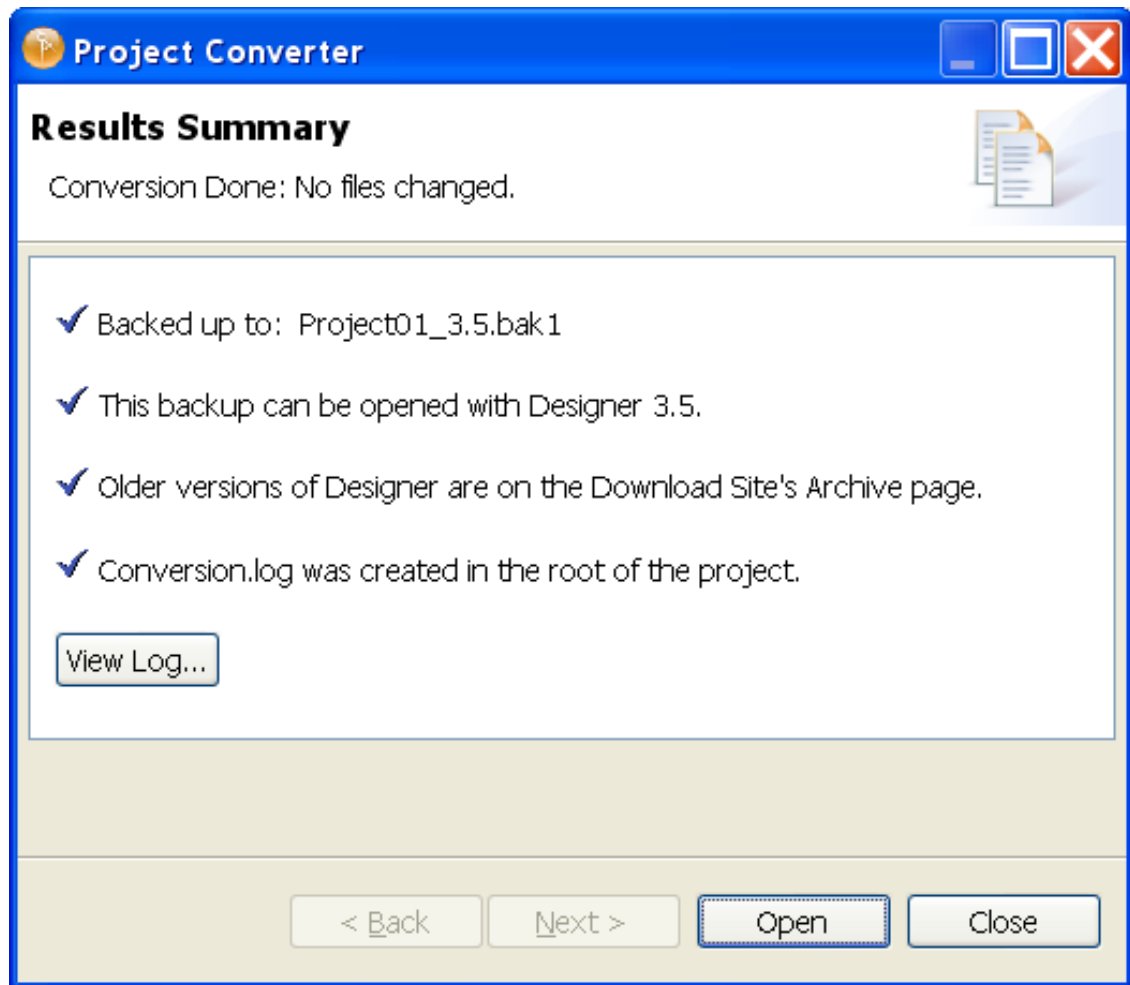 Project Converter
Results Summary
Conversion Done: No files changed.
Backed up to: Project01_3.5.bak1
This backup can be opened with Designer 3.5.
Older versions of Designer are on the Download Site's Archive page.
Conversion.log was created in the root of the project.
View Log...
< Back Next > Open Close